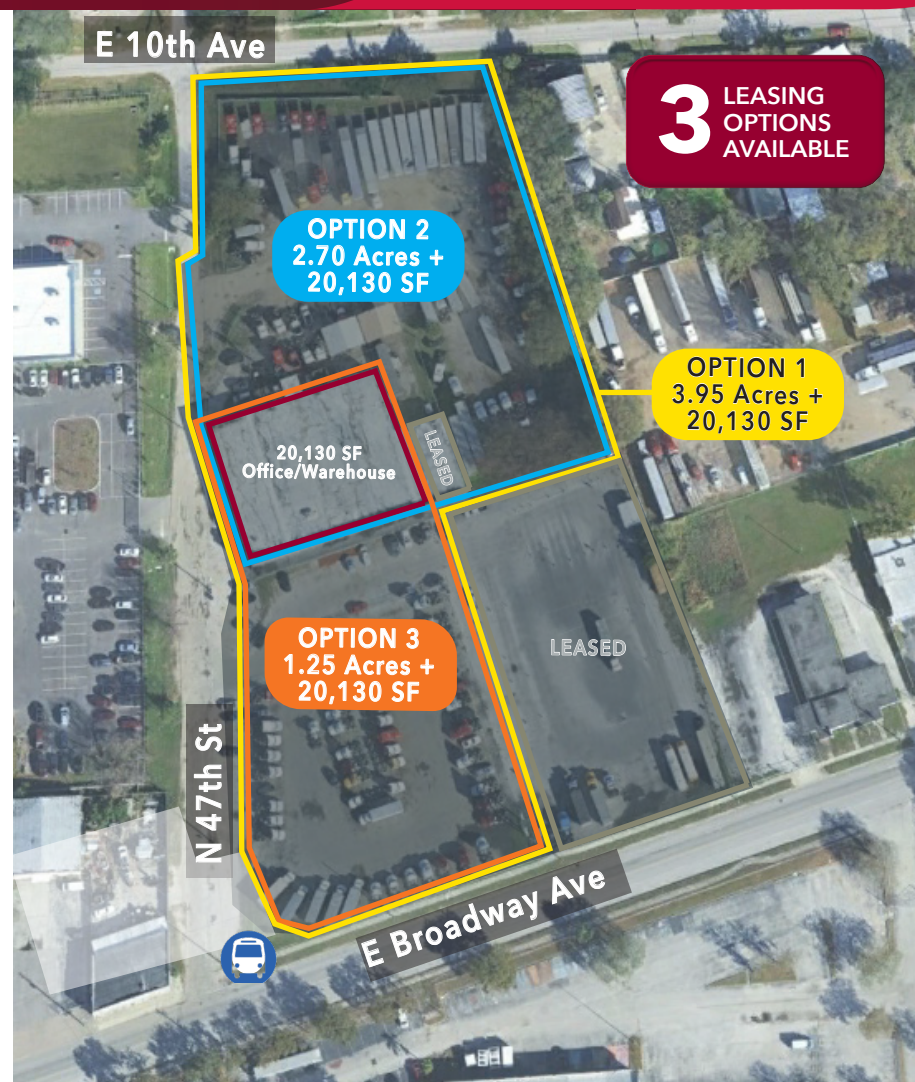 E 10th Ave
3 LEASING
OPTIONS
AVAILABLE
OPTION 2
2.70 Acres +
20,130 SF
OPTION 1
3.95 Acres +
20,130 SF
20,130 SF
Office/Warehouse
LEASED
OPTION 3
1.25 Acres +
20,130 SF
LEASED
N 47th St
E Broadway Ave